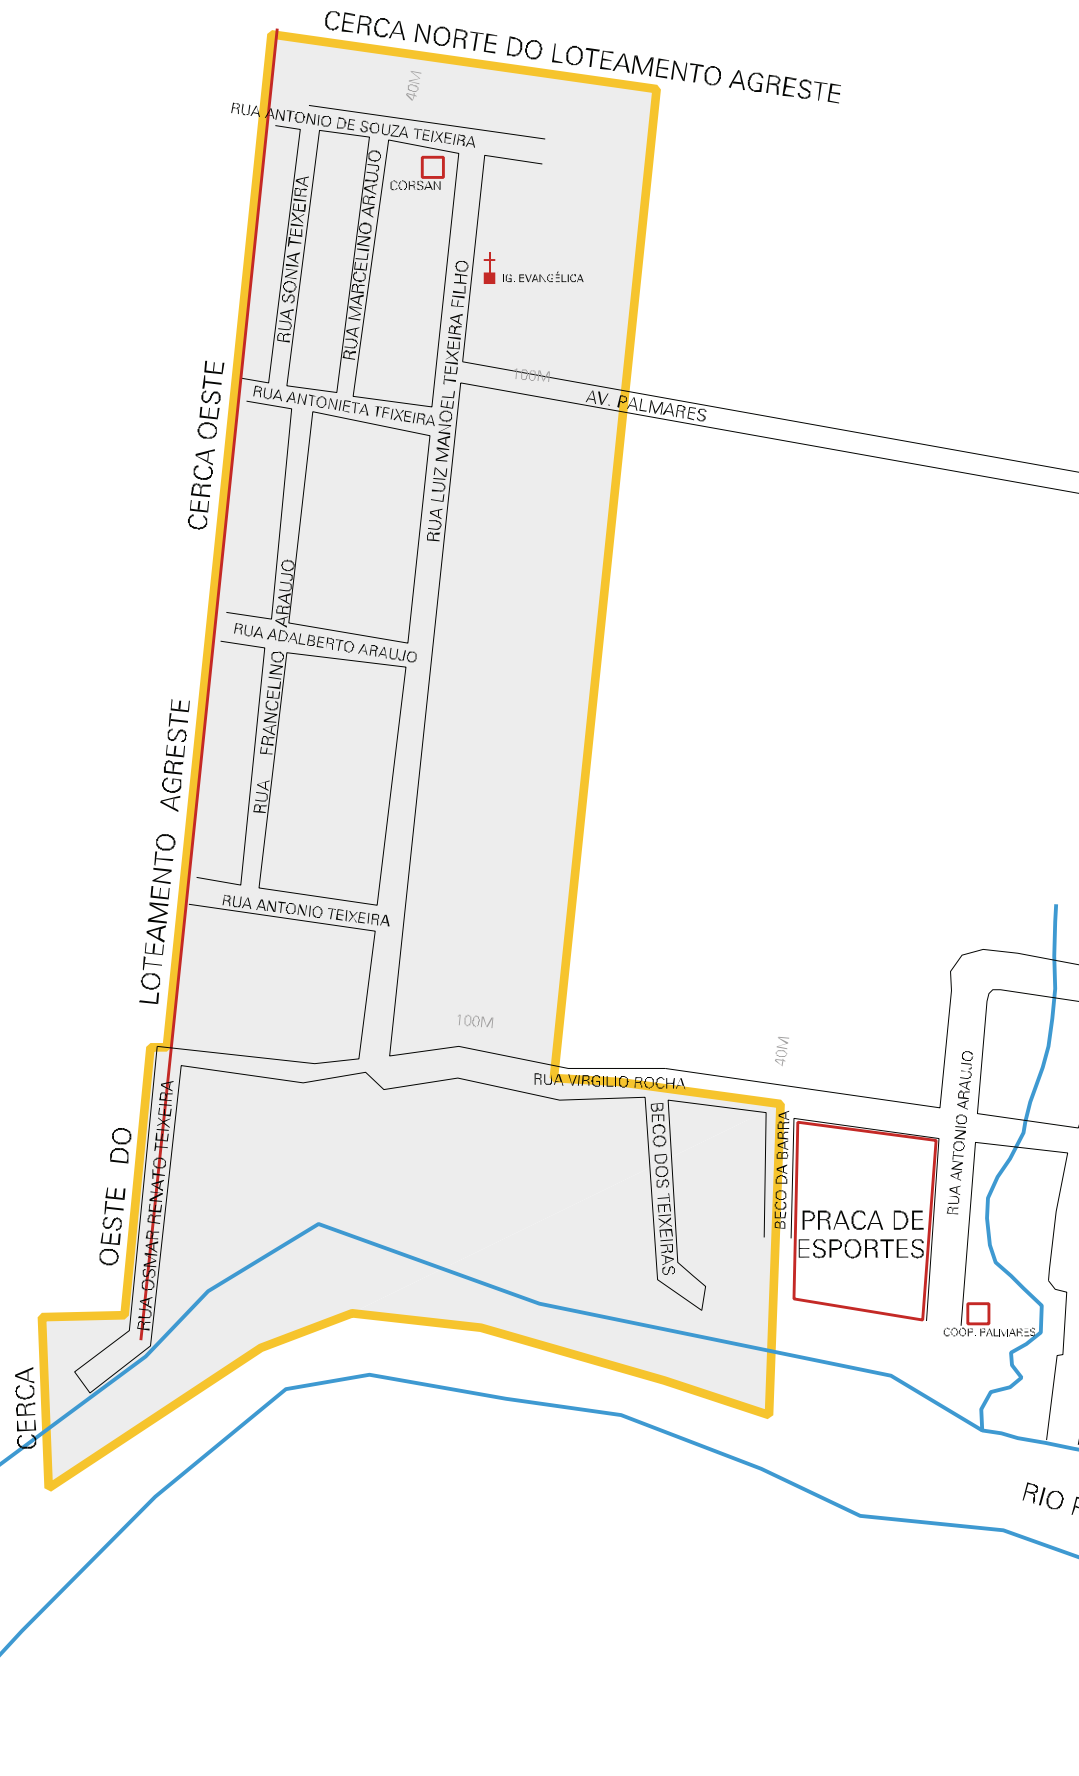 CERCA NORTE DO LOTEAMENTO AGRESTE
40M
RUA ANTONIO DE SOUZA TEIXEIRA
CORSAN
RUA SONIA TEIXEIRA
RUA MARCELINO ARAUJO
RUA LUIZ MANOEL TEIXEIRA FILHO
IG. EVANGÉLICA
100M
AV. PALMARES
RUA ANTONIETA TEIXEIRA
CERCA OESTE
RUA FRANCELINO ARAUJO
RUA ADALBERTO ARAUJO
LOTEAMENTO AGRESTE
RUA ANTONIO TEIXEIRA
100M
40M
RUA VIRGILIO ROCHA
RUA OSMAR RENATO TEIXEIRA
OESTE DO
BECO DOS TEIXEIRAS
BECO DA BARRA
PRACA DE
ESPORTES
RUA ANTONIO ARAUJO
COOP. PALMARES
CERCA
RIO